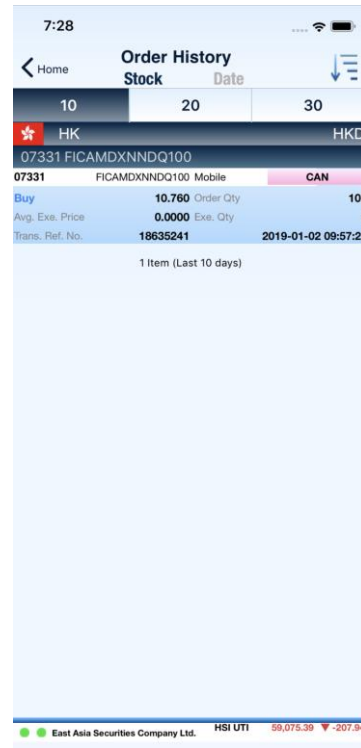 7:28
Home
Order History
Stock Date
10 20 30
HK HKD
07331 FICAMDXNNDQ100
07331 FICAMDXNNDQ100 Mobile CAN
Buy 10.760 Order Qty 10
Avg. Exe. Price 0.0000 Exe. Qty
Trans. Ref. No. 18635241 2019-01-02 09:57:2
1 Item (Last 10 days)
East Asia Securities Company Ltd. HSI UTI 59,075.39 ▼-207.9